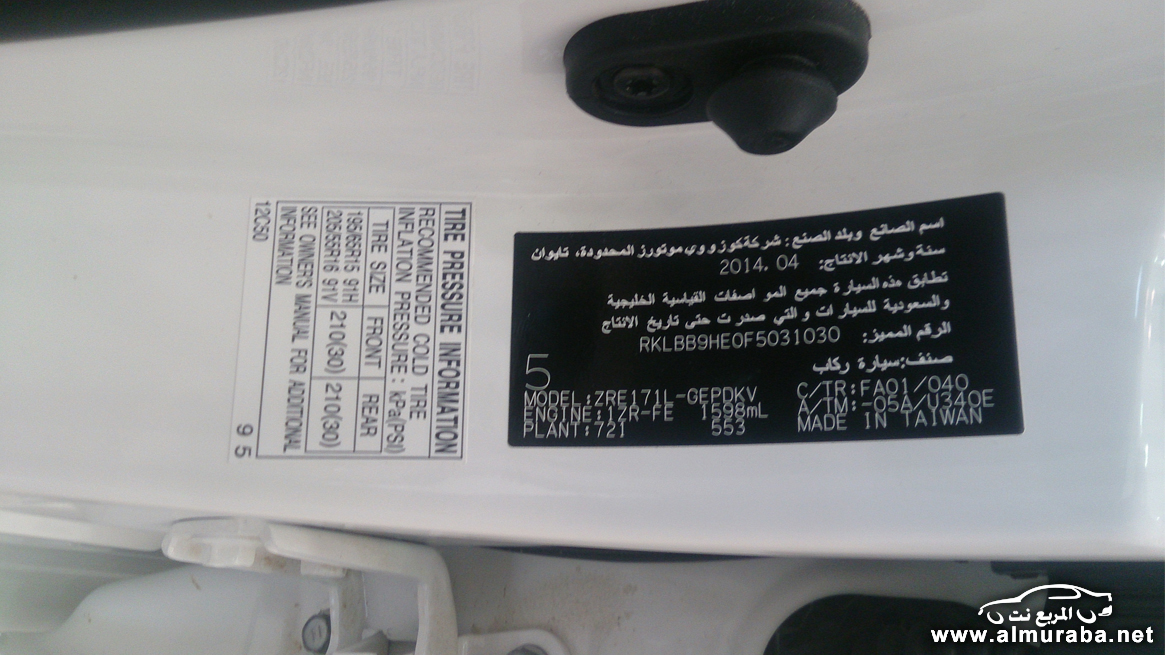 اسم الصانع وبلد الصنع: شركة كوزووي موتورز المحدودة، تايوان
سنة وشهر الانتاج: 2014. 04
تطابق هذه السيارة جميع المواصفات القياسية الخليجية
والسعودية للسيارات والتي صدرت حتى تاريخ الانتاج
الرقم المميز: RKLBB9HE0F5031030
صنف: سيارة ركاب
5
MODEL:ZRE171L-GEPDKV C/TR:FA01/040
ENGINE:1ZR-FE 1598mL A/TM:-05A/U340E
PLANT:721 553 MADE IN TAIWAN
TIRE PRESSURE INFORMATION
RECOMMENDED COLD TIRE
INFLATION PRESSURE : kPa(PSI)
TIRE SIZE FRONT REAR
195/65R15 91H 210(30) 210(30)
205/55R16 91V
SEE OWNER'S MANUAL FOR ADDITIONAL
INFORMATION
12C50 9 5
المربع نت
www.almuraba.net